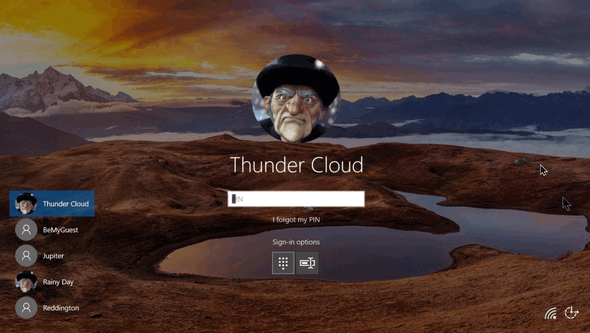 Thunder Cloud
PIN
I forgot my PIN
Sign-in options
Thunder Cloud
BeMyGuest
Jupiter
Rainy Day
Reddington